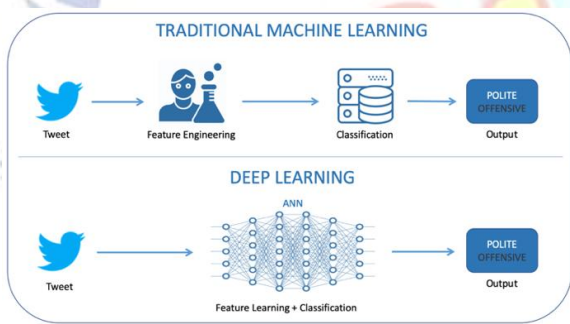 TRADITIONAL MACHINE LEARNING
Tweet
Feature Engineering
Classification
POLITE
OFFENSIVE
Output
DEEP LEARNING
ANN
Tweet
Feature Learning + Classification
POLITE
OFFENSIVE
Output